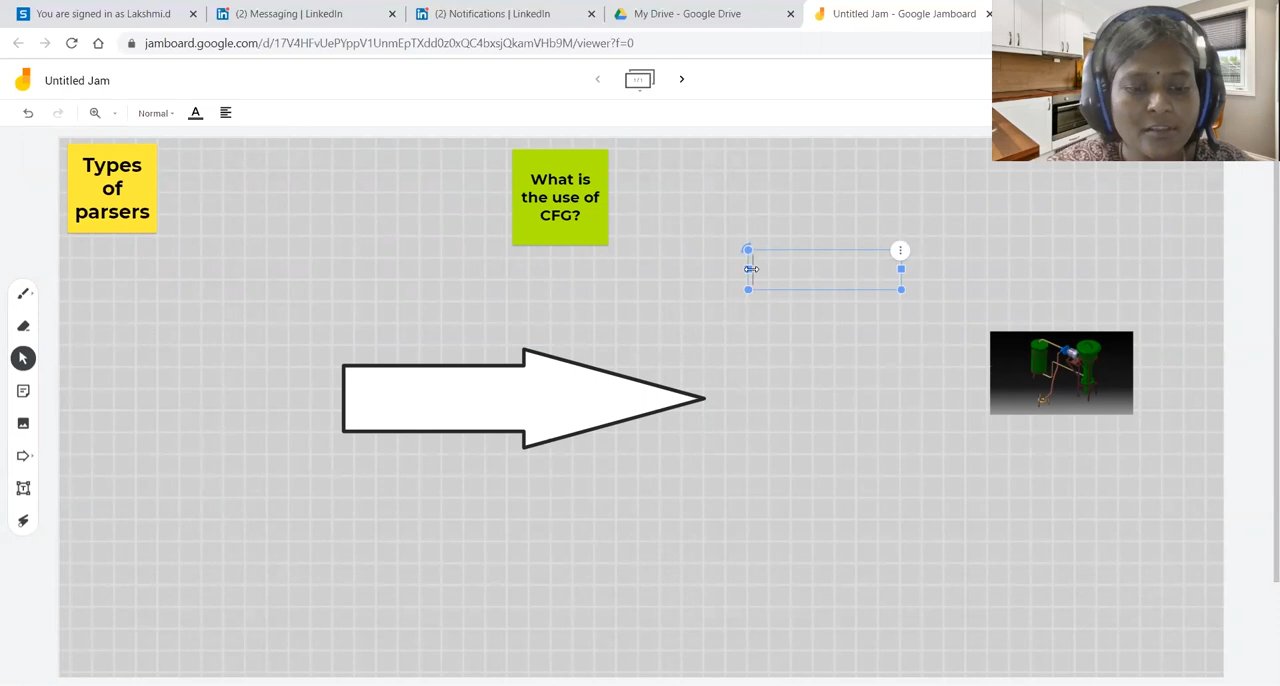 You are signed in as Lakshmi.d
(2) Messaging | LinkedIn
(2) Notifications | LinkedIn
My Drive - Google Drive
Untitled Jam - Google Jamboard
jamboard.google.com/d/17V4HFvUePYppV1UnmEpTXdd0z0xQC4bxsjQkamVHb9M/viewer?f=0
Untitled Jam
1/1
Normal
Types
of
parsers
What is
the use of
CFG?